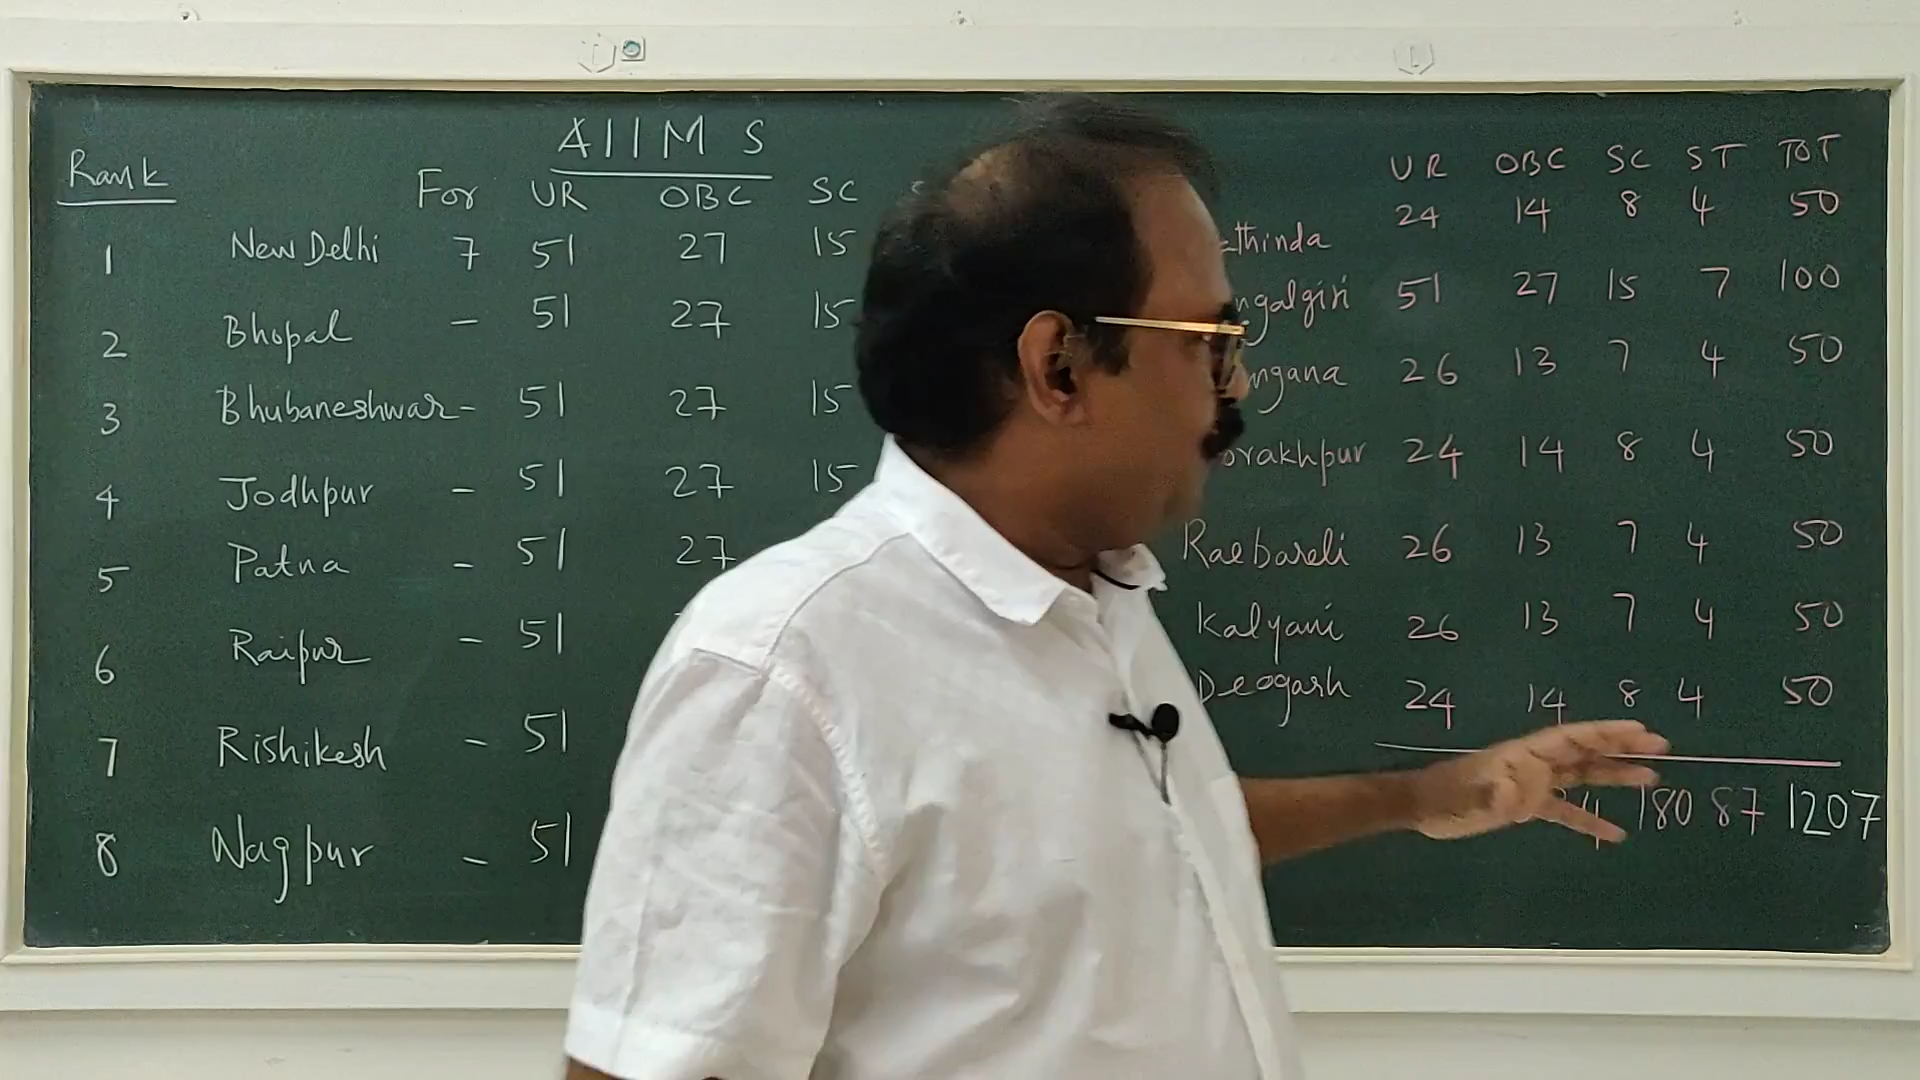 AIIMS
Rank For UR OBC SC
1 New Delhi 7 51 27 15
2 Bhopal - 51 27 15
3 Bhubaneshwar - 51 27 15
4 Jodhpur - 51 27 15
5 Patna - 51 27
6 Raipur - 51
7 Rishikesh - 51
8 Nagpur - 51
UR OBC SC ST TOT
thinda 24 14 8 4 50
ngalgiri 51 27 15 7 100
ngana 26 13 7 4 50
orakhpur 24 14 8 4 50
Raebareli 26 13 7 4 50
Kalyani 26 13 7 4 50
Deogarh 24 14 8 4 50
180 87 1207